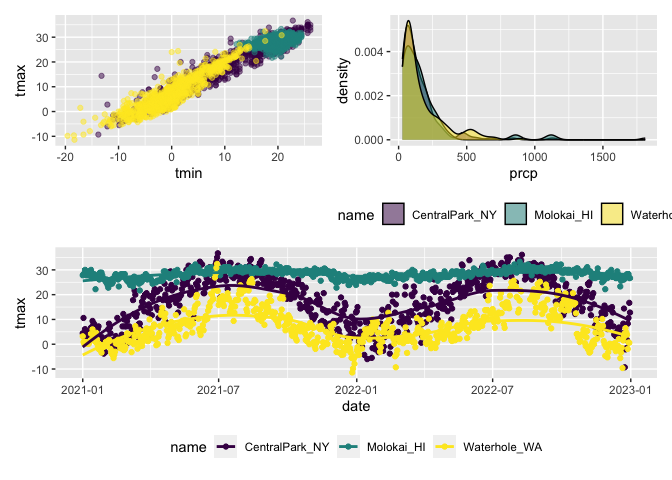 30
20
10
0
-10
tmax
-20 -10 0 10 20
tmin
0.004
0.002
0.000
density
0 500 1000 1500
prcp
name CentralPark_NY Molokai_HI
30
20
10
0
-10
tmax
2021-01 2021-07 2022-01 2022-07 2023-01
date
name CentralPark_NY Molokai_HI Waterhole_WA